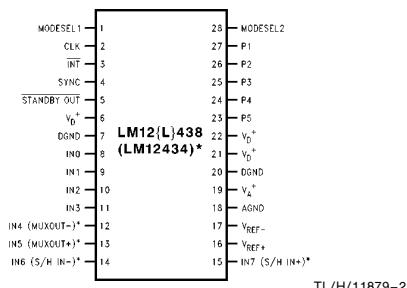 MODESEL1 1 28 MODESEL2
CLK 2 27 P1
INT 3 26 P2
SYNC 4 25 P3
STANDBY OUT 5 24 P4
VD+ 6 23 P5
DGND 7 LM12{L}438 22 VD+
IN0 8 (LM12434)* 21 VD+
IN1 9 20 DGND
IN2 10 19 VA+
IN3 11 18 AGND
IN4 (MUXOUT−)* 12 17 VREF−
IN5 (MUXOUT+)* 13 16 VREF+
IN6 (S/H IN−)* 14 15 IN7 (S/H IN+)*
TL/H/11879–2